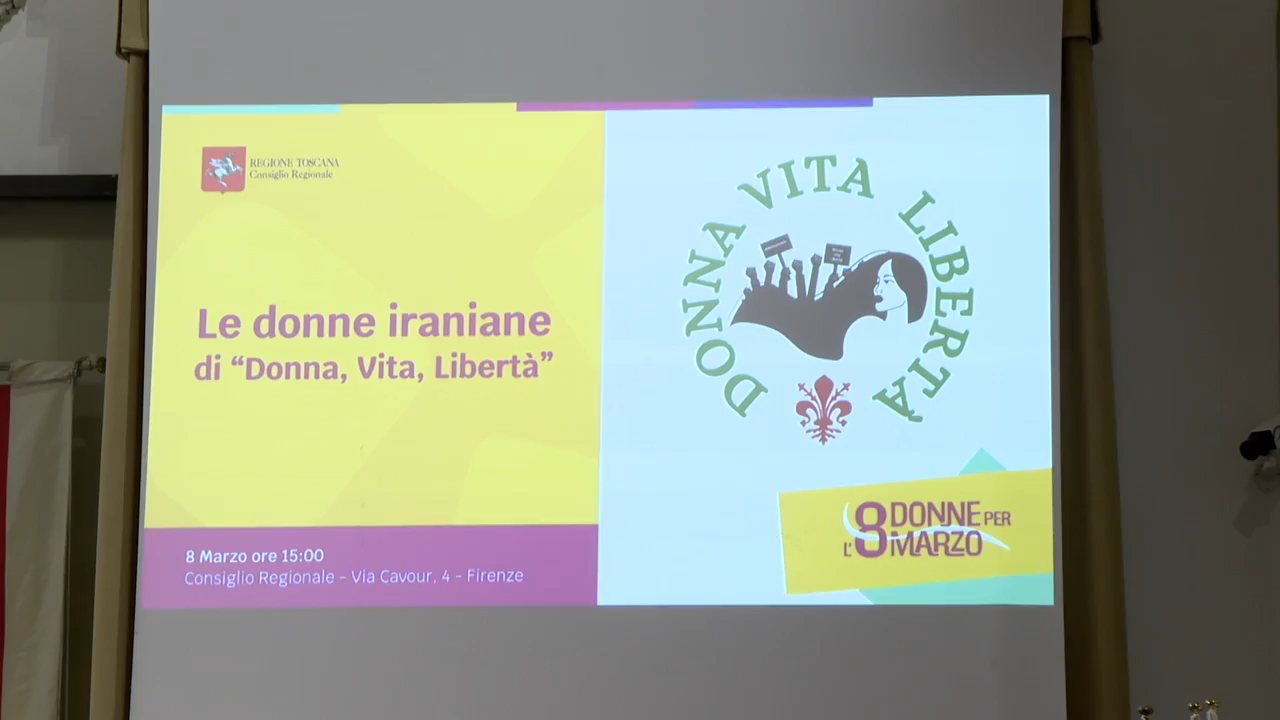 REGIONE TOSCANA
Consiglio Regionale
Le donne iraniane
di “Donna, Vita, Libertà”
8 Marzo ore 15:00
Consiglio Regionale - Via Cavour, 4 - Firenze
DONNA VITA LIBERTÀ
8 DONNE PER
L' MARZO